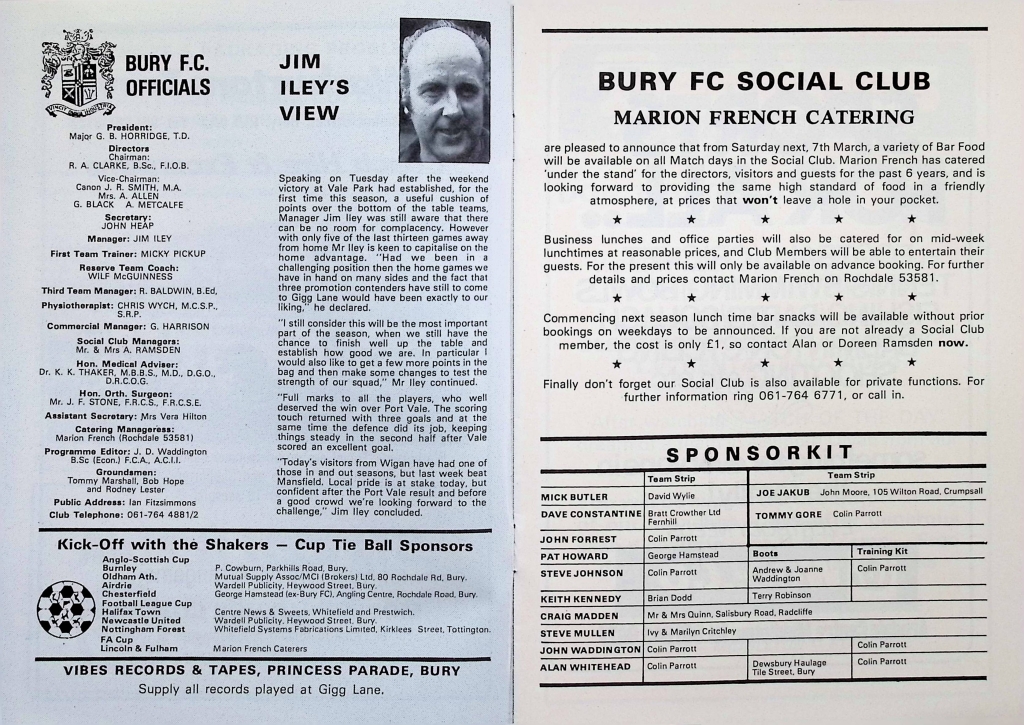 BURY F.C.
OFFICIALS
President:
Major G. B. HORRIDGE, T.D.
Directors
Chairman:
R. A. CLARKE, B.Sc., F.I.O.B.
Vice-Chairman:
Canon J. R. SMITH, M.A.
Mrs. A. ALLEN
G. BLACK A. METCALFE
Secretary:
JOHN HEAP
Manager: JIM ILEY
First Team Trainer: MICKY PICKUP
Reserve Team Coach:
WILF McGUINNESS
Third Team Manager: R. BALDWIN, B.Ed,
Physiotherapist: CHRIS WYCH, M.C.S.P.,
S.R.P.
Commercial Manager: G. HARRISON
Social Club Managers:
Mr. & Mrs A. RAMSDEN
Hon. Medical Adviser:
Dr. K. K. THAKER, M.B.B.S., M.D., D.G.O.,
D.R.C.O.G.
Hon. Orth. Surgeon:
Mr. J. F. STONE, F.R.C.S., F.R.C.S.E.
Assistant Secretary: Mrs Vera Hilton
Catering Manageress:
Marion French (Rochdale 53581)
Programme Editor: J. D. Waddington
B.Sc (Econ.) F.C.A., A.C.I.I.
Groundsmen:
Tommy Marshall, Bob Hope
and Rodney Lester
Public Address: Ian Fitzsimmons
Club Telephone: 061-764 4881/2
JIM
ILEY'S
VIEW
Speaking on Tuesday after the weekend
victory at Vale Park had established, for the
first time this season, a useful cushion of
points over the bottom of the table teams,
Manager Jim Iley was still aware that there
can be no room for complacency. However
with only five of the last thirteen games away
from home Mr Iley is keen to capitalise on the
home advantage. "Had we been in a
challenging position then the home games we
have in hand on many sides and the fact that
three promotion contenders have still to come
to Gigg Lane would have been exactly to our
liking," he declared.
"I still consider this will be the most important
part of the season, when we still have the
chance to finish well up the table and
establish how good we are. In particular I
would also like to get a few more points in the
bag and then make some changes to test the
strength of our squad," Mr Iley continued.
"Full marks to all the players, who well
deserved the win over Port Vale. The scoring
touch returned with three goals and at the
same time the defence did its job, keeping
things steady in the second half after Vale
scored an excellent goal.
"Today's visitors from Wigan have had one of
those in and out seasons, but last week beat
Mansfield. Local pride is at stake today, but
confident after the Port Vale result and before
a good crowd we're looking forward to the
challenge," Jim Iley concluded.
Kick-Off with the Shakers – Cup Tie Ball Sponsors
Anglo-Scottish Cup
Burnley P. Cowburn, Parkhills Road, Bury.
Oldham Ath. Mutual Supply Assoc/MCI (Brokers) Ltd, 80 Rochdale Rd, Bury.
Airdrie Wardell Publicity, Heywood Street, Bury.
Chesterfield George Hamstead (ex-Bury FC), Angling Centre, Rochdale Road, Bury.
Football League Cup
Halifax Town Centre News & Sweets, Whitefield and Prestwich.
Newcastle United Wardell Publicity, Heywood Street, Bury.
Nottingham Forest Whitefield Systems Fabrications Limited, Kirklees Street, Tottington.
FA Cup
Lincoln & Fulham Marion French Caterers
VIBES RECORDS & TAPES, PRINCESS PARADE, BURY
Supply all records played at Gigg Lane.
BURY FC SOCIAL CLUB
MARION FRENCH CATERING
are pleased to announce that from Saturday next, 7th March, a variety of Bar Food
will be available on all Match days in the Social Club. Marion French has catered
'under the stand' for the directors, visitors and guests for the past 6 years, and is
looking forward to providing the same high standard of food in a friendly
atmosphere, at prices that won't leave a hole in your pocket.
★ ★ ★ ★ ★
Business lunches and office parties will also be catered for on mid-week
lunchtimes at reasonable prices, and Club Members will be able to entertain their
guests. For the present this will only be available on advance booking. For further
details and prices contact Marion French on Rochdale 53581.
★ ★ ★ ★ ★
Commencing next season lunch time bar snacks will be available without prior
bookings on weekdays to be announced. If you are not already a Social Club
member, the cost is only £1, so contact Alan or Doreen Ramsden now.
★ ★ ★ ★ ★
Finally don't forget our Social Club is also available for private functions. For
further information ring 061-764 6771, or call in.
SPONSORKIT
Team Strip Team Strip
MICK BUTLER David Wylie JOE JAKUB John Moore, 105 Wilton Road, Crumpsall
DAVE CONSTANTINE Bratt Crowther Ltd TOMMY GORE Colin Parrott
Fernhill
JOHN FORREST Colin Parrott
PAT HOWARD George Hamstead Boots Training Kit
STEVE JOHNSON Colin Parrott Andrew & Joanne Colin Parrott
Waddington
KEITH KENNEDY Brian Dodd Terry Robinson
CRAIG MADDEN Mr & Mrs Quinn, Salisbury Road, Radcliffe
STEVE MULLEN Ivy & Marilyn Critchley
JOHN WADDINGTON Colin Parrott Colin Parrott
ALAN WHITEHEAD Colin Parrott Dewsbury Haulage Colin Parrott
Tile Street, Bury